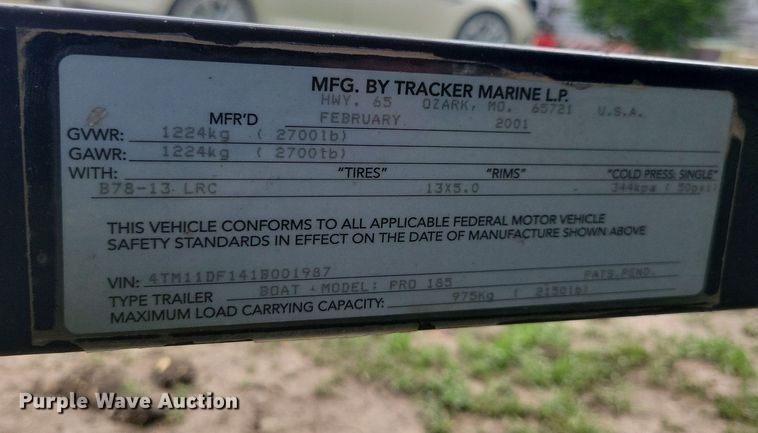 MFG. BY TRACKER MARINE L.P.
HWY. 65 OZARK, MO. 65721 U.S.A.
MFR'D FEBRUARY 2001
GVWR: 1224kg ( 2700lb)
GAWR: 1224kg ( 2700lb)
WITH: "TIRES" "RIMS" "COLD PRESS: SINGLE"
B78-13 LRC 13X5.0 344kpa ( 50psi)
THIS VEHICLE CONFORMS TO ALL APPLICABLE FEDERAL MOTOR VEHICLE
SAFETY STANDARDS IN EFFECT ON THE DATE OF MANUFACTURE SHOWN ABOVE
VIN: 4TM11DF141B001987 PATS.PEND.
TYPE TRAILER BOAT - MODEL: PRO 185
MAXIMUM LOAD CARRYING CAPACITY: 975Kg ( 2150lb)
Purple Wave Auction